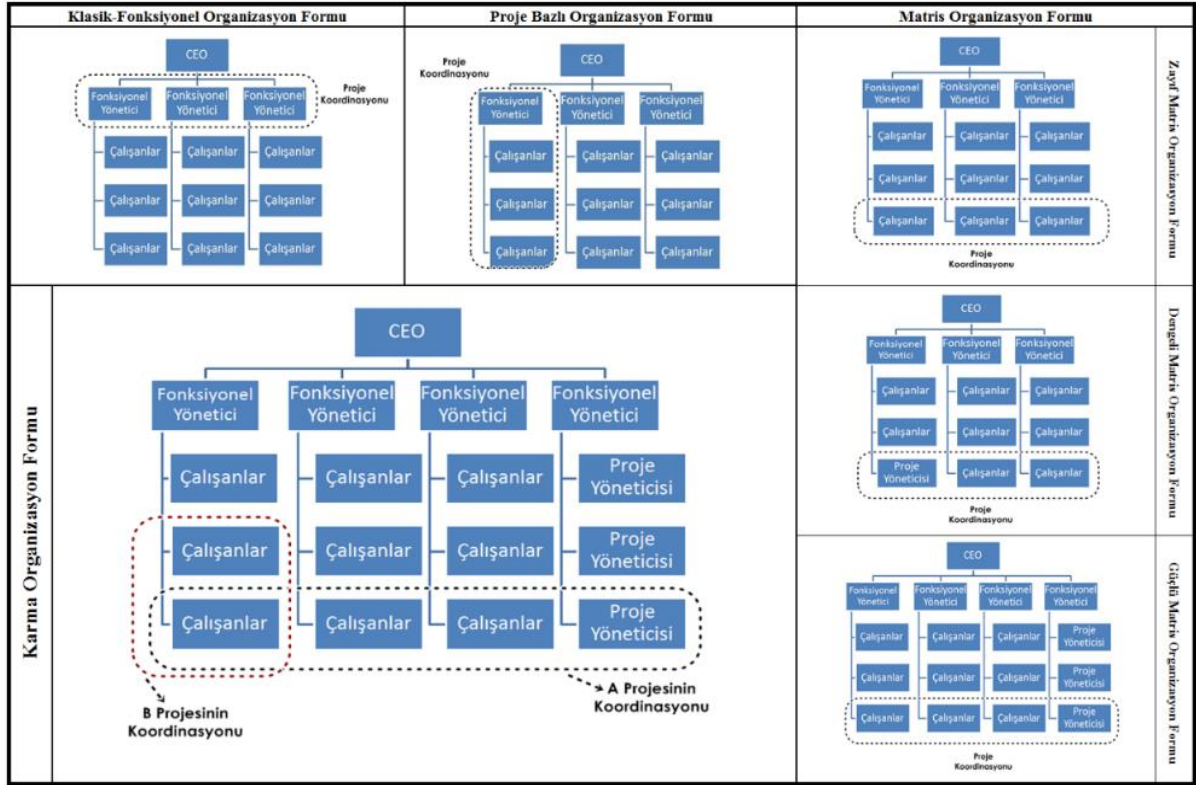 Klasik-Fonksiyonel Organizasyon Formu
CEO
Proje
Koordinasyonu
Fonksiyonel
Yönetici
Fonksiyonel
Yönetici
Fonksiyonel
Yönetici
Çalışanlar
Çalışanlar
Çalışanlar
Çalışanlar
Çalışanlar
Çalışanlar
Çalışanlar
Çalışanlar
Çalışanlar
Proje Bazlı Organizasyon Formu
CEO
Proje
Koordinasyonu
Fonksiyonel
Yönetici
Fonksiyonel
Yönetici
Fonksiyonel
Yönetici
Çalışanlar
Çalışanlar
Çalışanlar
Çalışanlar
Çalışanlar
Çalışanlar
Çalışanlar
Çalışanlar
Çalışanlar
Matris Organizasyon Formu
Zayıf Matris Organizasyon Formu
CEO
Fonksiyonel
Yönetici
Fonksiyonel
Yönetici
Fonksiyonel
Yönetici
Çalışanlar
Çalışanlar
Çalışanlar
Çalışanlar
Çalışanlar
Çalışanlar
Çalışanlar
Çalışanlar
Çalışanlar
Proje
Koordinasyonu
Karma Organizasyon Formu
CEO
Fonksiyonel
Yönetici
Fonksiyonel
Yönetici
Fonksiyonel
Yönetici
Fonksiyonel
Yönetici
Çalışanlar
Çalışanlar
Çalışanlar
Proje
Yöneticisi
Çalışanlar
Çalışanlar
Çalışanlar
Proje
Yöneticisi
Çalışanlar
Çalışanlar
Çalışanlar
Proje
Yöneticisi
B Projesinin
Koordinasyonu
A Projesinin
Koordinasyonu
Dengeli Matris Organizasyon Formu
CEO
Fonksiyonel
Yönetici
Fonksiyonel
Yönetici
Fonksiyonel
Yönetici
Çalışanlar
Çalışanlar
Çalışanlar
Çalışanlar
Çalışanlar
Çalışanlar
Proje
Yöneticisi
Çalışanlar
Çalışanlar
Proje
Koordinasyonu
Güçlü Matris Organizasyon Formu
CEO
Fonksiyonel
Yönetici
Fonksiyonel
Yönetici
Fonksiyonel
Yönetici
Fonksiyonel
Yönetici
Çalışanlar
Çalışanlar
Çalışanlar
Proje
Yöneticisi
Çalışanlar
Çalışanlar
Çalışanlar
Proje
Yöneticisi
Çalışanlar
Çalışanlar
Çalışanlar
Proje
Yöneticisi
Proje
Koordinasyonu